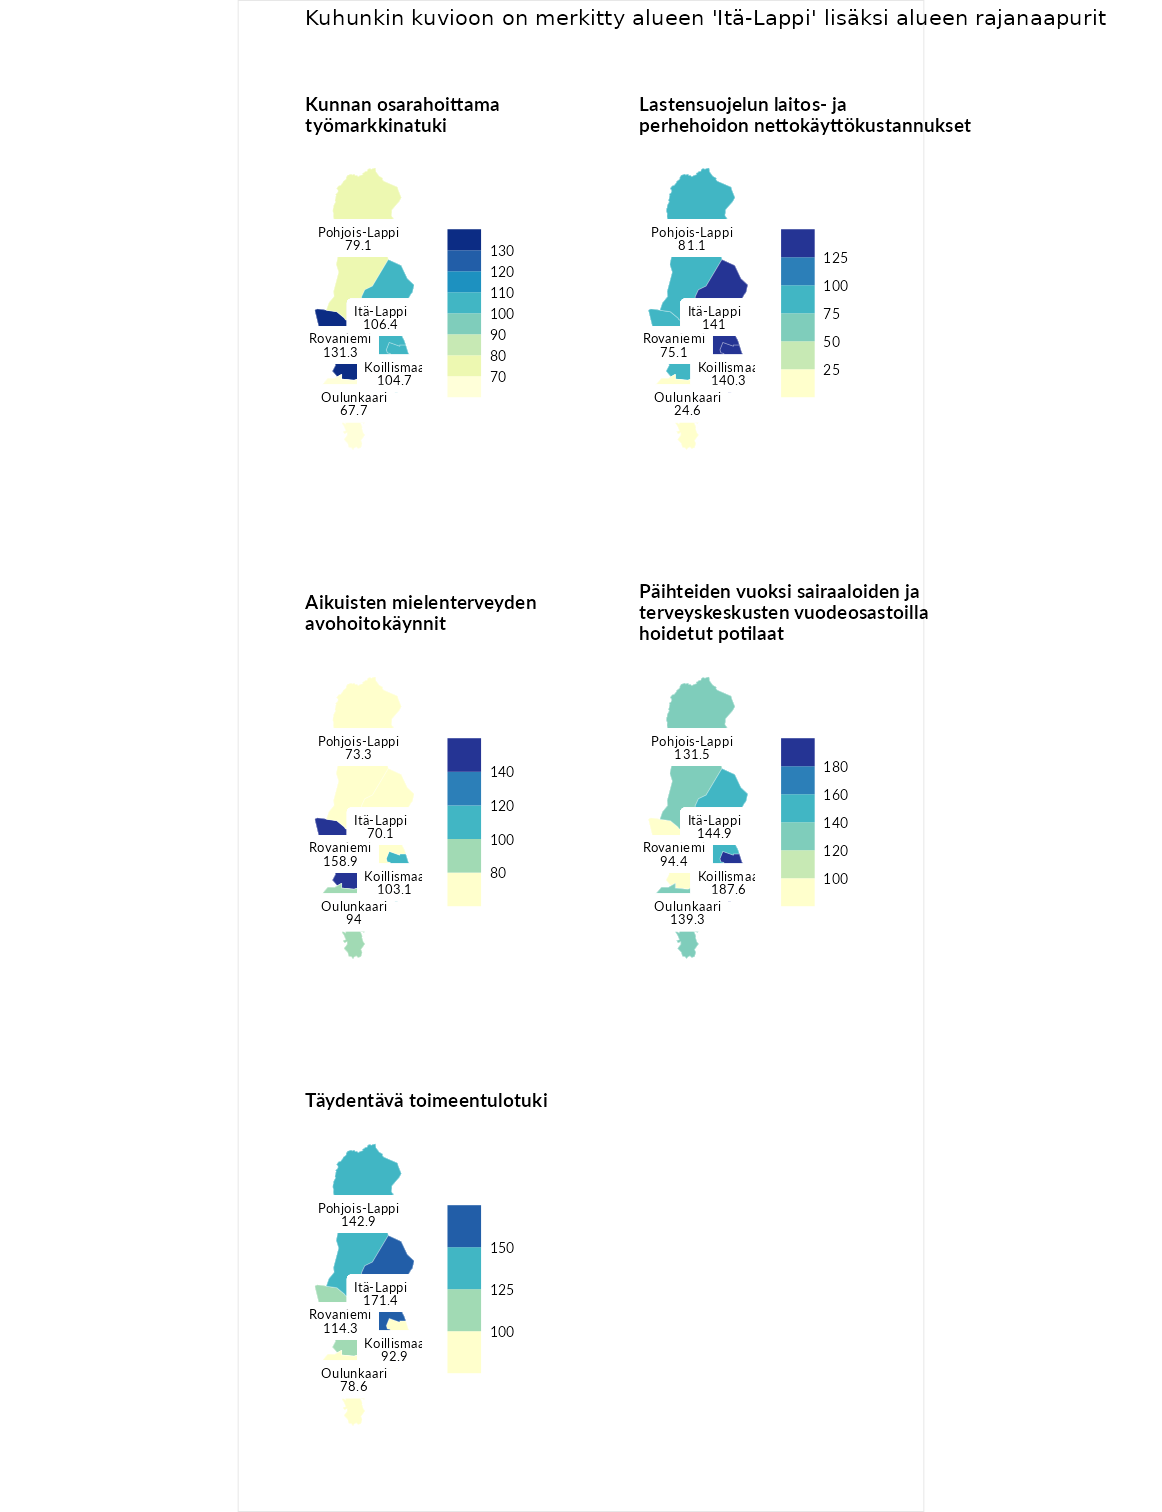 Kuhunkin kuvioon on merkitty alueen 'Itä-Lappi' lisäksi alueen rajanaapurit
Kunnan osarahoittama
työmarkkinatuki
Pohjois-Lappi
79.1
Itä-Lappi
106.4
Rovaniemi
131.3
Koillismaa
104.7
Oulunkaari
67.7
130
120
110
100
90
80
70
Lastensuojelun laitos- ja
perhehoidon nettokäyttökustannukset
Pohjois-Lappi
81.1
Itä-Lappi
141
Rovaniemi
75.1
Koillismaa
140.3
Oulunkaari
24.6
125
100
75
50
25
Aikuisten mielenterveyden
avohoitokäynnit
Pohjois-Lappi
73.3
Itä-Lappi
70.1
Rovaniemi
158.9
Koillismaa
103.1
Oulunkaari
94
140
120
100
80
Päihteiden vuoksi sairaaloiden ja
terveyskeskusten vuodeosastoilla
hoidetut potilaat
Pohjois-Lappi
131.5
Itä-Lappi
144.9
Rovaniemi
94.4
Koillismaa
187.6
Oulunkaari
139.3
180
160
140
120
100
Täydentävä toimeentulotuki
Pohjois-Lappi
142.9
Itä-Lappi
171.4
Rovaniemi
114.3
Koillismaa
92.9
Oulunkaari
78.6
150
125
100